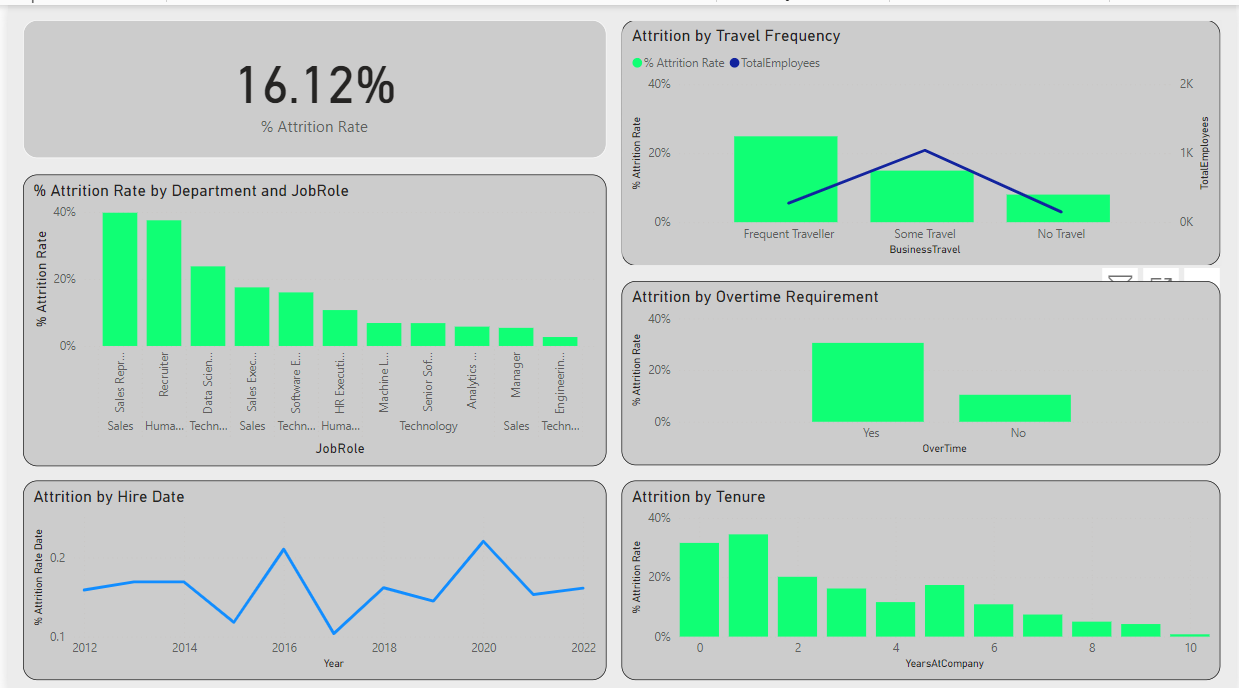 16.12%
% Attrition Rate
% Attrition Rate by Department and JobRole
% Attrition Rate
40%
20%
0%
Sales Repr...
Recruiter
Data Scien...
Sales Exec...
Software E...
HR Executi...
Machine L...
Senior Sof...
Analytics ...
Manager
Engineerin...
Sales Huma... Techn... Sales Techn... Huma... Technology Sales Techn...
JobRole
Attrition by Hire Date
% Attrition Rate Date
0.2
0.1
2012 2014 2016 2018 2020 2022
Year
Attrition by Travel Frequency
% Attrition Rate TotalEmployees
% Attrition Rate
40%
20%
0%
2K
1K
0K
TotalEmployees
Frequent Traveller Some Travel No Travel
BusinessTravel
Attrition by Overtime Requirement
% Attrition Rate
40%
20%
0%
Yes No
OverTime
Attrition by Tenure
% Attrition Rate
40%
20%
0%
0 2 4 6 8 10
YearsAtCompany